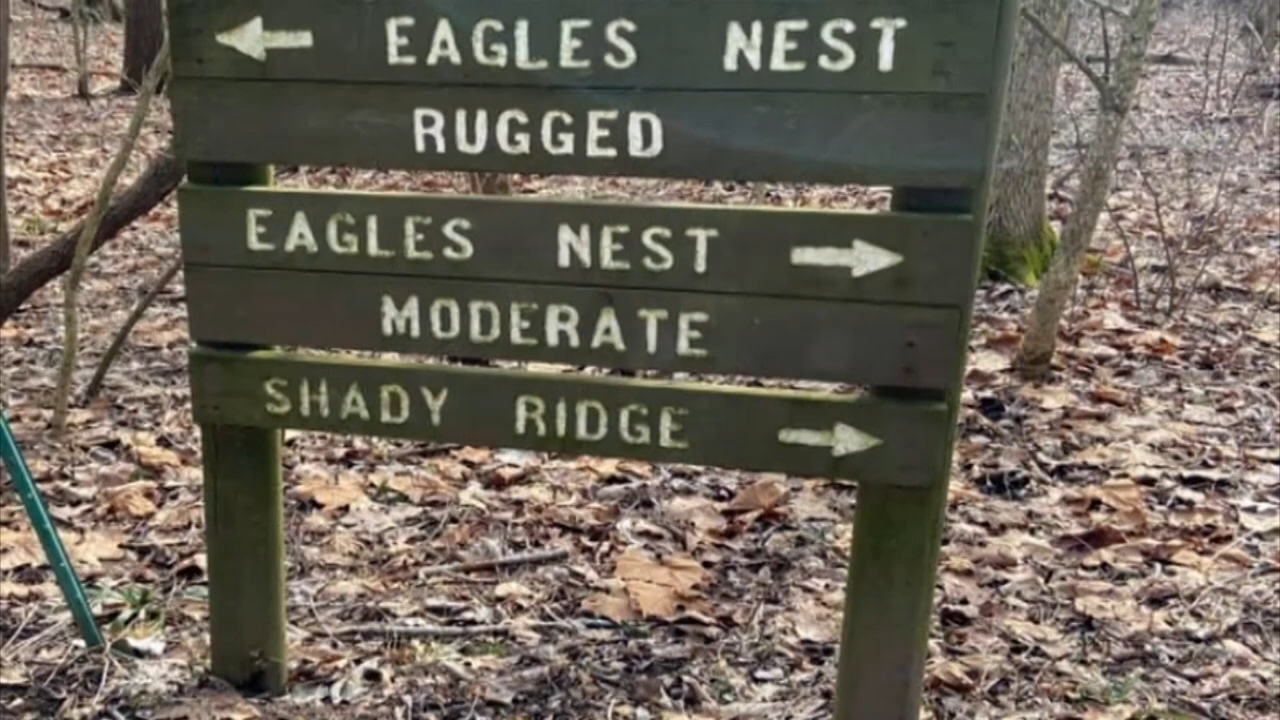 EAGLES NEST
RUGGED
EAGLES NEST
MODERATE
SHADY RIDGE